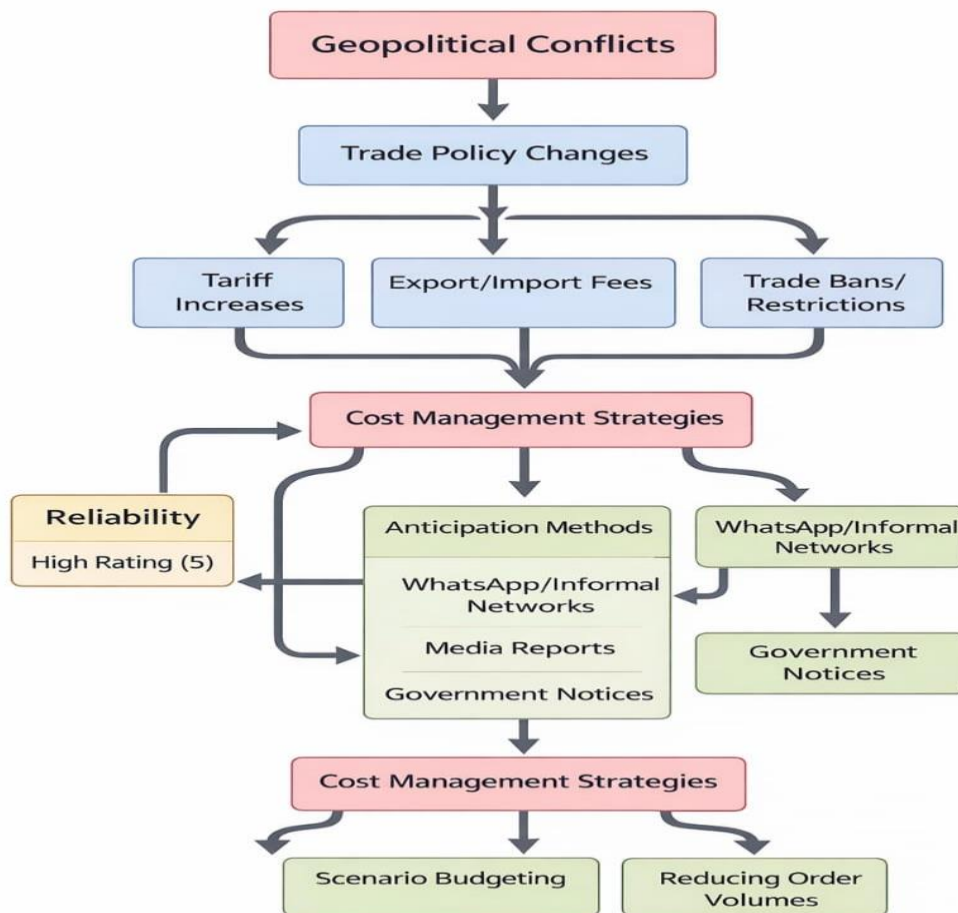 Geopolitical Conflicts
Trade Policy Changes
Tariff
Increases
Export/Import Fees
Trade Bans/
Restrictions
Cost Management Strategies
Reliability
High Rating (5)
Anticipation Methods
WhatsApp/Informal
Networks
Media Reports
Government Notices
WhatsApp/Informal
Networks
Government
Notices
Cost Management Strategies
Scenario Budgeting
Reducing Order
Volumes